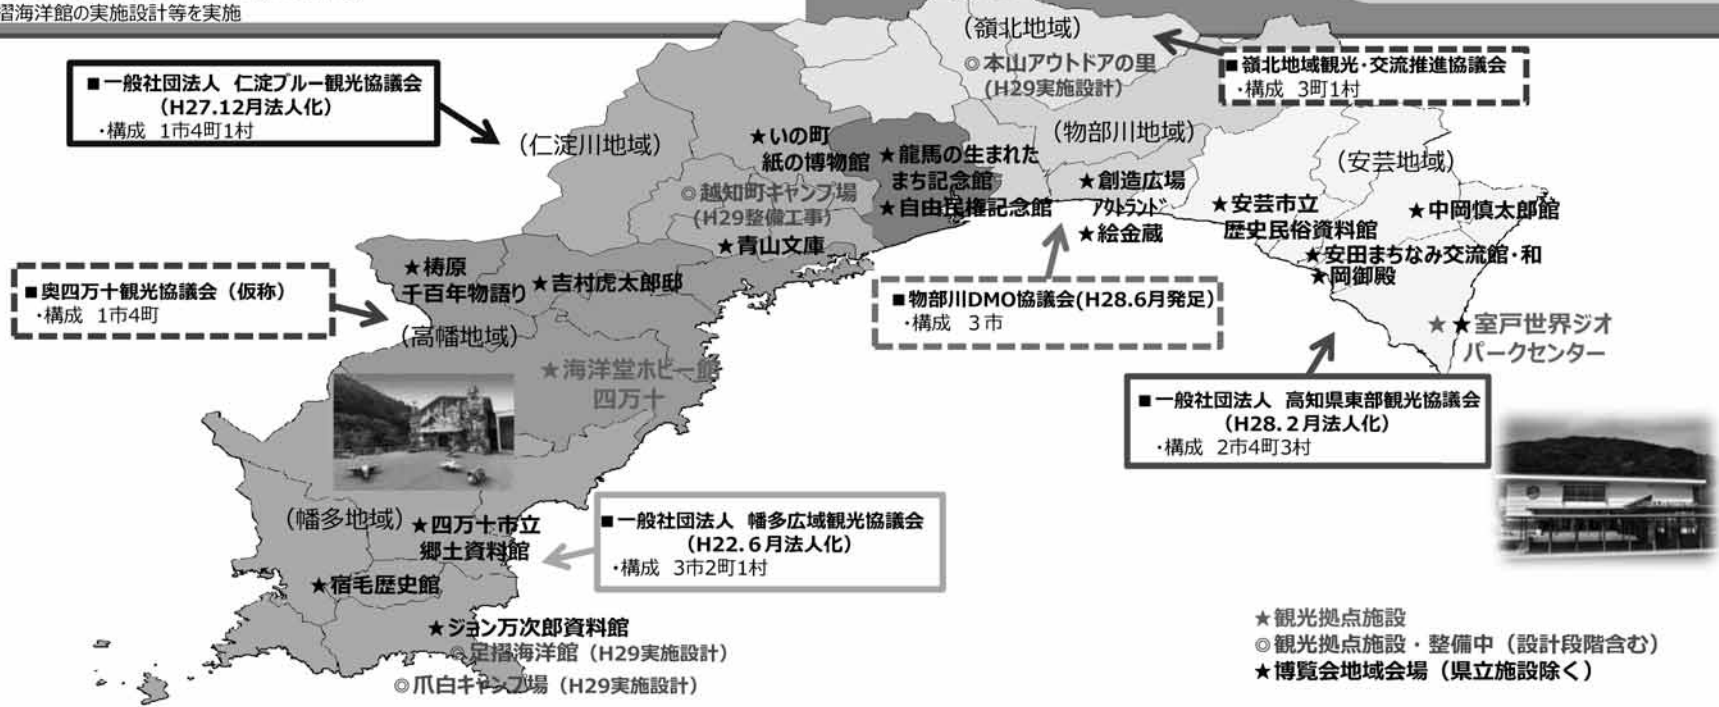 摺海洋館の実施設計等を実施
(嶺北地域)
◎本山アウトドアの里
(H29実施設計)
■嶺北地域観光・交流推進協議会
・構成 3町1村
■一般社団法人 仁淀ブルー観光協議会
(H27.12月法人化)
・構成 1市4町1村
(仁淀川地域)
★いの町
紙の博物館
◎越知町キャンプ場
(H29整備工事)
★青山文庫
★龍馬の生まれた
まち記念館
★自由民権記念館
(物部川地域)
★創造広場
アクトランド
★絵金蔵
(安芸地域)
★安芸市立
歴史民俗資料館
★中岡慎太郎館
★安田まちなみ交流館・和
★岡御殿
★★室戸世界ジオ
パークセンター
■奥四万十観光協議会(仮称)
・構成 1市4町
★梼原
千百年物語り
★吉村虎太郎邸
(高幡地域)
★海洋堂ホビー館
四万十
■物部川DMO協議会(H28.6月発足)
・構成 3市
■一般社団法人 高知県東部観光協議会
(H28.2月法人化)
・構成 2市4町3村
(幡多地域)
★四万十市立
郷土資料館
★宿毛歴史館
■一般社団法人 幡多広域観光協議会
(H22.6月法人化)
・構成 3市2町1村
★ジョン万次郎資料館
◎足摺海洋館(H29実施設計)
◎爪白キャンプ場(H29実施設計)
★観光拠点施設
◎観光拠点施設・整備中(設計段階含む)
★博覧会地域会場(県立施設除く)